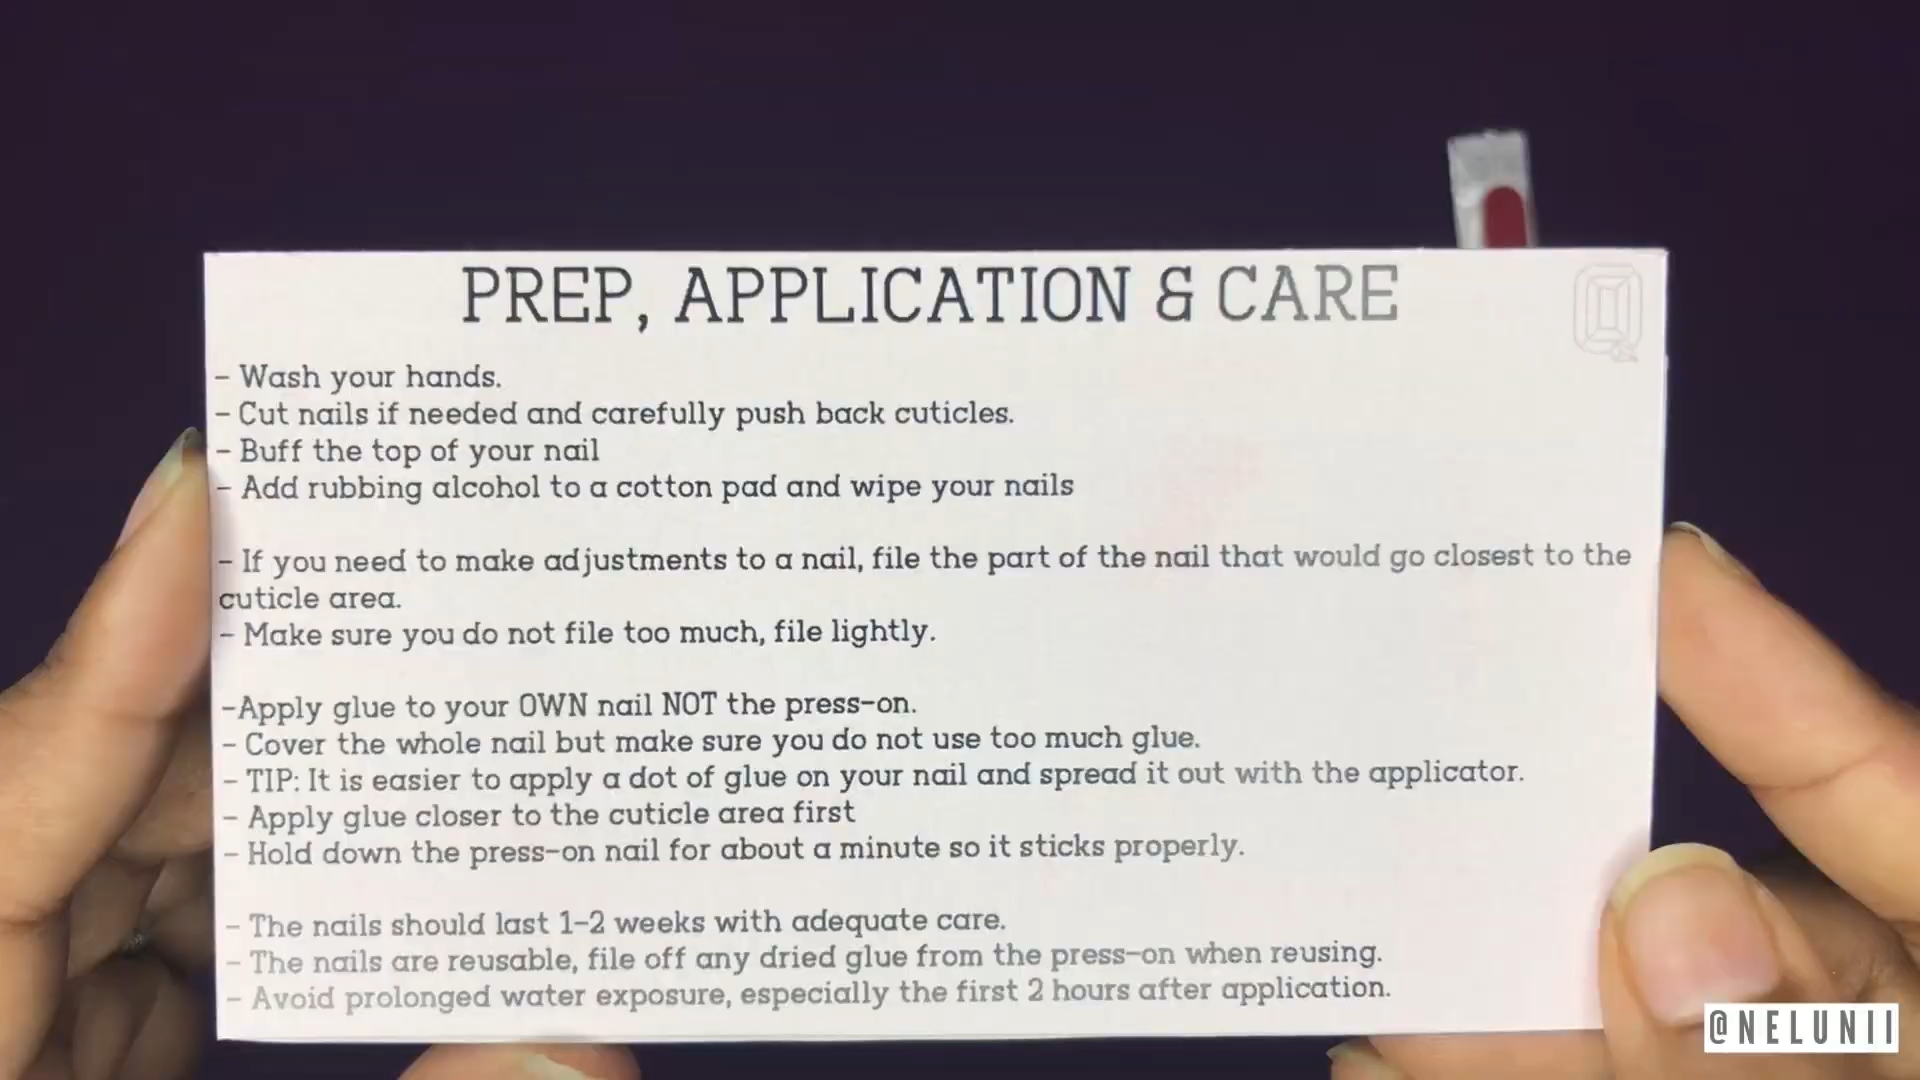 PREP, APPLICATION & CARE
- Wash your hands.
- Cut nails if needed and carefully push back cuticles.
- Buff the top of your nail
- Add rubbing alcohol to a cotton pad and wipe your nails
- If you need to make adjustments to a nail, file the part of the nail that would go closest to the
cuticle area.
- Make sure you do not file too much, file lightly.
-Apply glue to your OWN nail NOT the press-on.
- Cover the whole nail but make sure you do not use too much glue.
- TIP: It is easier to apply a dot of glue on your nail and spread it out with the applicator.
- Apply glue closer to the cuticle area first
- Hold down the press-on nail for about a minute so it sticks properly.
- The nails should last 1-2 weeks with adequate care.
- The nails are reusable, file off any dried glue from the press-on when reusing.
- Avoid prolonged water exposure, especially the first 2 hours after application.
@NELUNII